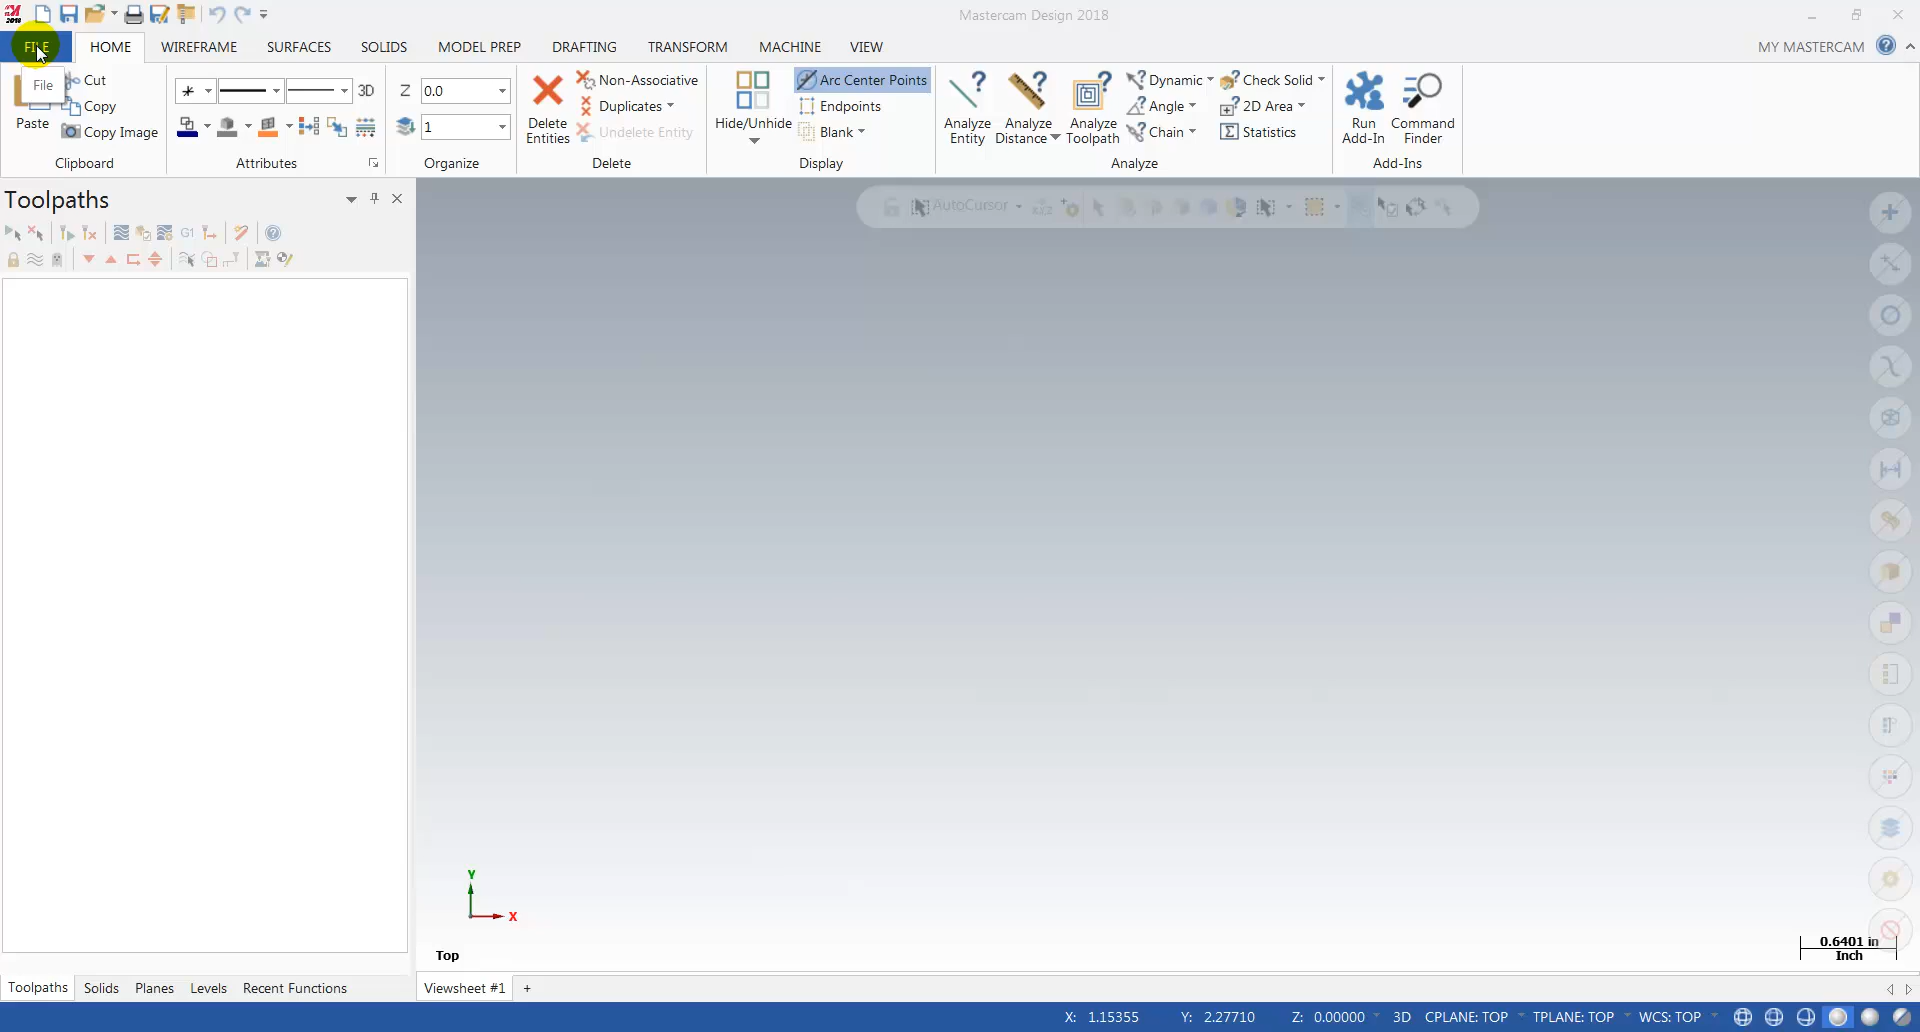 2018
Mastercam Design 2018
FILE
HOME
WIREFRAME
SURFACES
SOLIDS
MODEL PREP
DRAFTING
TRANSFORM
MACHINE
VIEW
MY MASTERCAM
File
Paste
Cut
Copy
Copy Image
Clipboard
3D
Attributes
Z 0.0
1
Organize
Delete
Entities
Non-Associative
Duplicates
Undelete Entity
Delete
Hide/Unhide
Arc Center Points
Endpoints
Blank
Display
Analyze
Entity
Analyze
Distance
Analyze
Toolpath
Dynamic
Angle
Chain
Check Solid
2D Area
Statistics
Analyze
Run
Add-In
Command
Finder
Add-Ins
Toolpaths
G1
AutoCursor
Y
X
Top
0.6401 in
Inch
Toolpaths
Solids
Planes
Levels
Recent Functions
Viewsheet #1
+
X: 1.15355 Y: 2.27710 Z: 0.00000 3D CPLANE: TOP TPLANE: TOP WCS: TOP